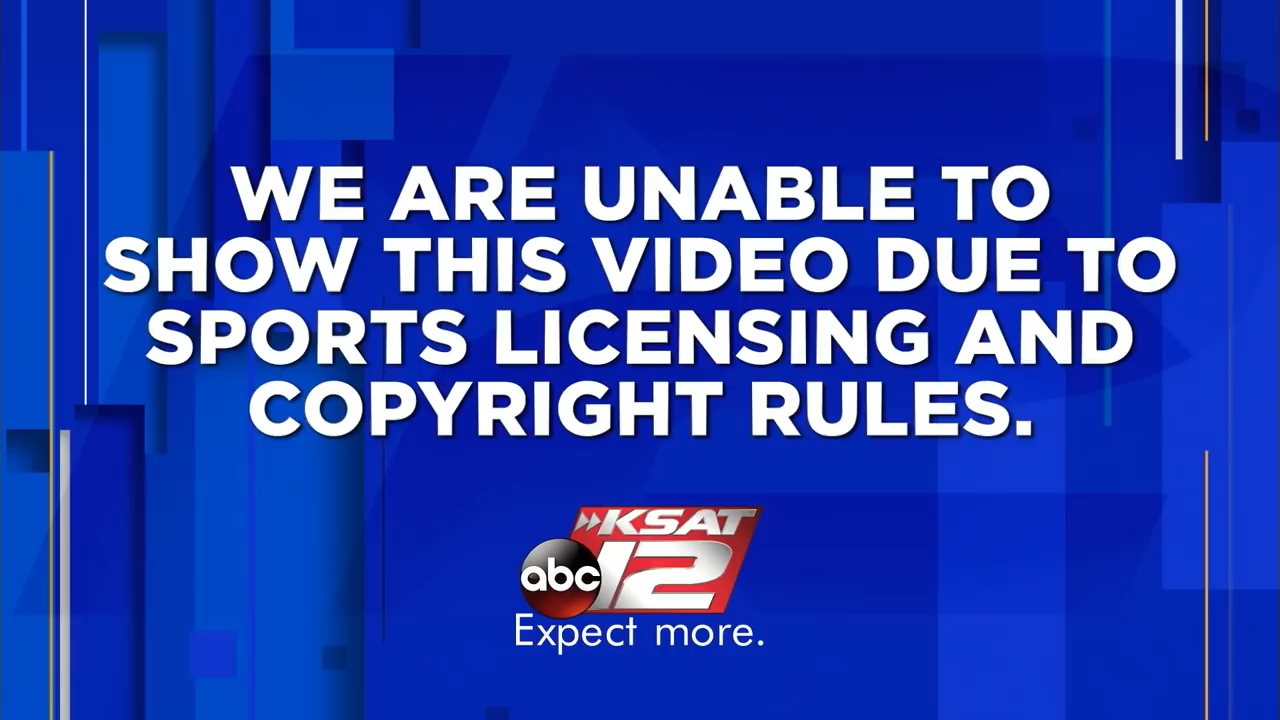 WE ARE UNABLE TO
SHOW THIS VIDEO DUE TO
SPORTS LICENSING AND
COPYRIGHT RULES.
KSAT
abc 12
Expect more.